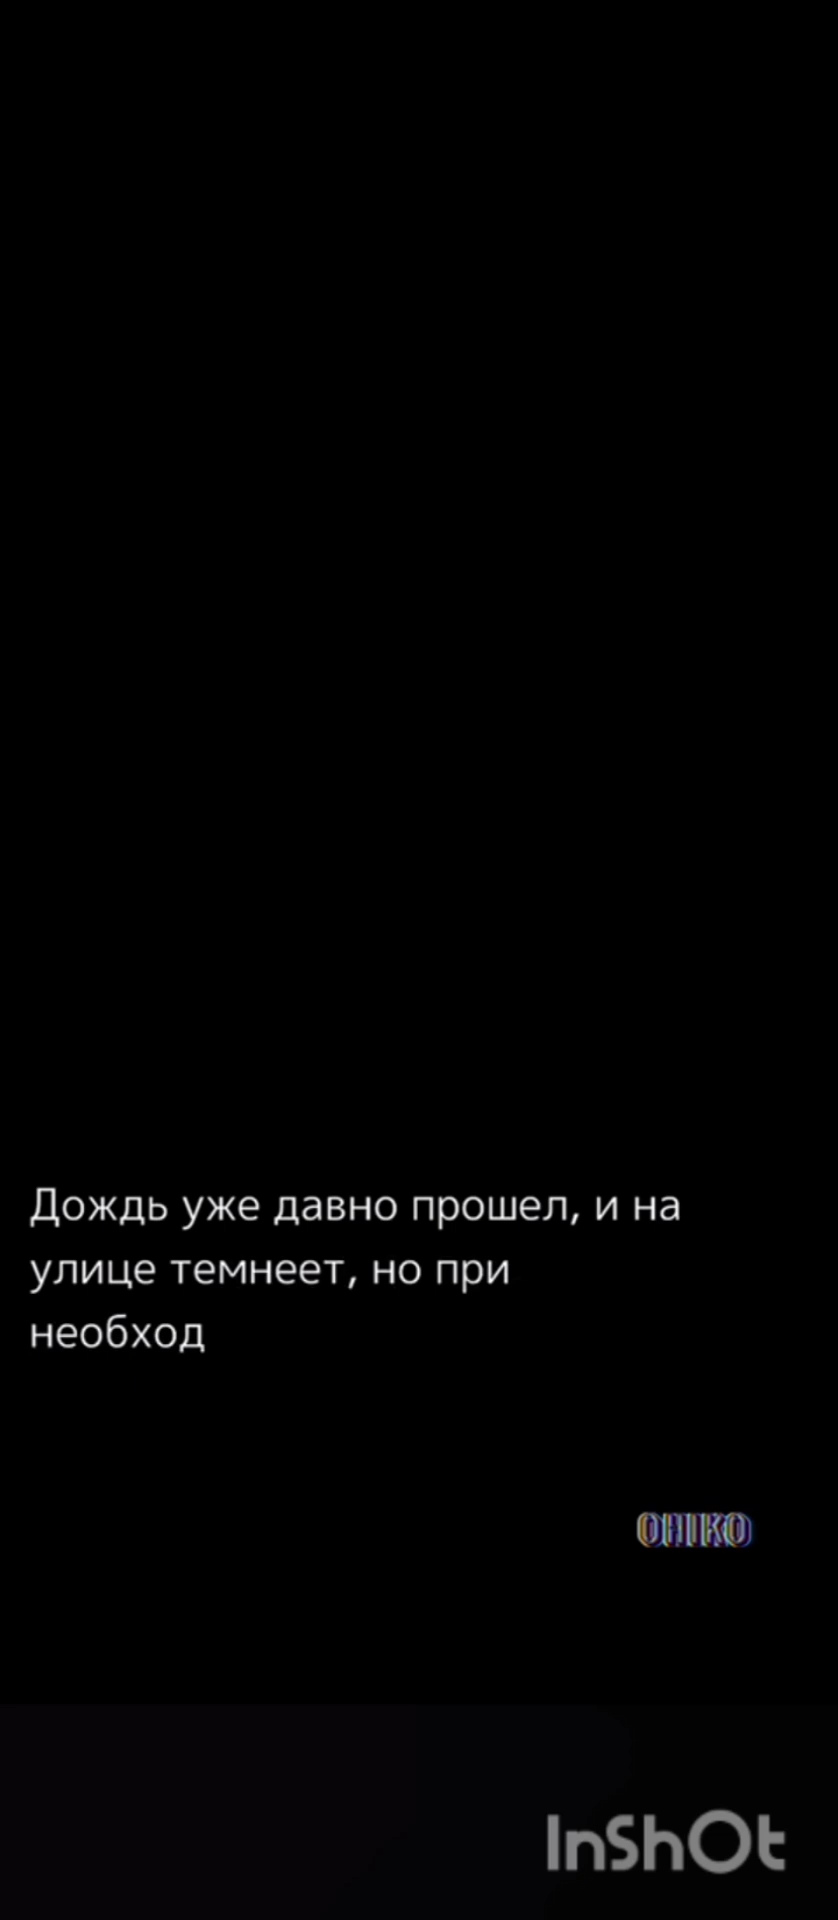 Дождь уже давно прошел, и на
улице темнеет, но при
необход
OHIKO
InShOt